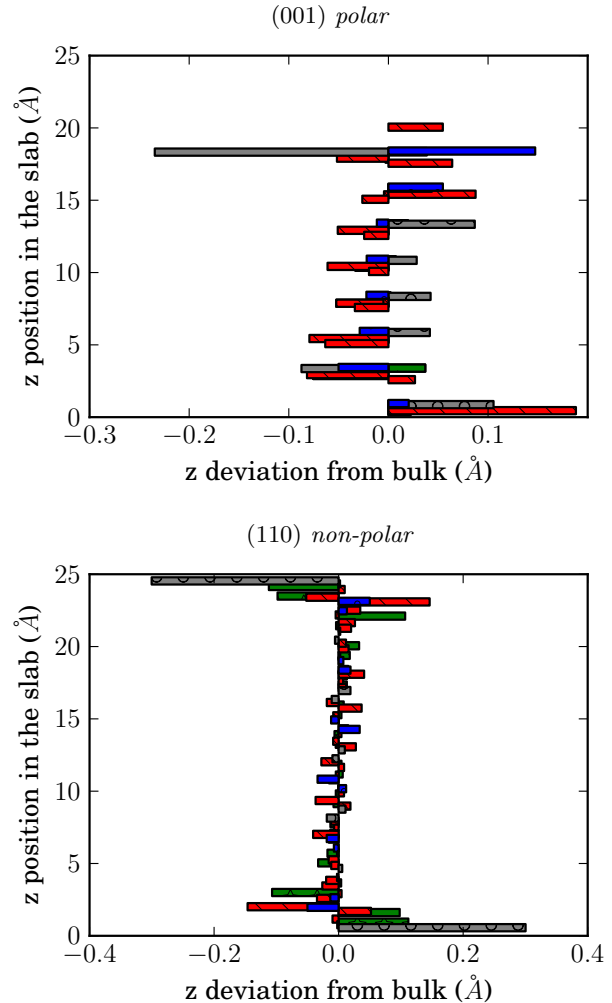 (001) polar
25
20
15
10
5
0
z position in the slab (Å)
−0.3 −0.2 −0.1 0.0 0.1
z deviation from bulk (Å)
(110) non-polar
25
20
15
10
5
0
z position in the slab (Å)
−0.4 −0.2 0.0 0.2 0.4
z deviation from bulk (Å)